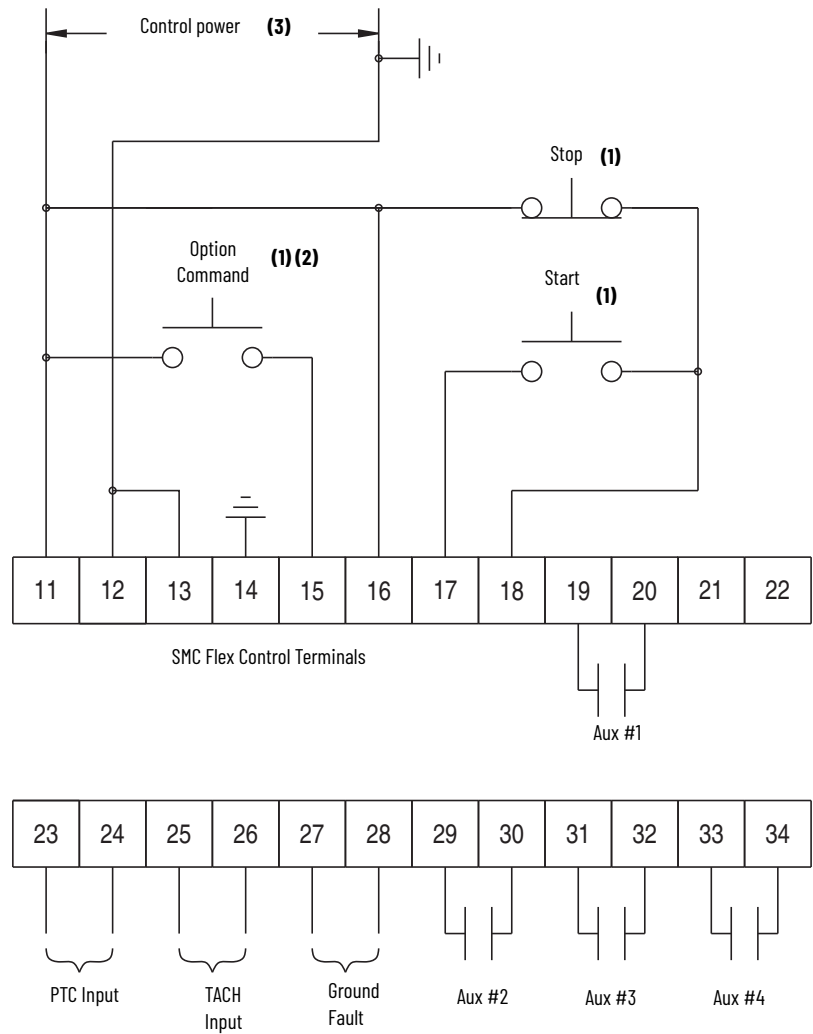 Control power (3)
Stop (1)
Option
Command (1) (2)
Start
(1)
11 12 13 14 15 16 17 18 19 20 21 22
SMC Flex Control Terminals
Aux #1
23 24 25 26 27 28 29 30 31 32 33 34
PTC Input
TACH
Input
Ground
Fault
Aux #2
Aux #3
Aux #4